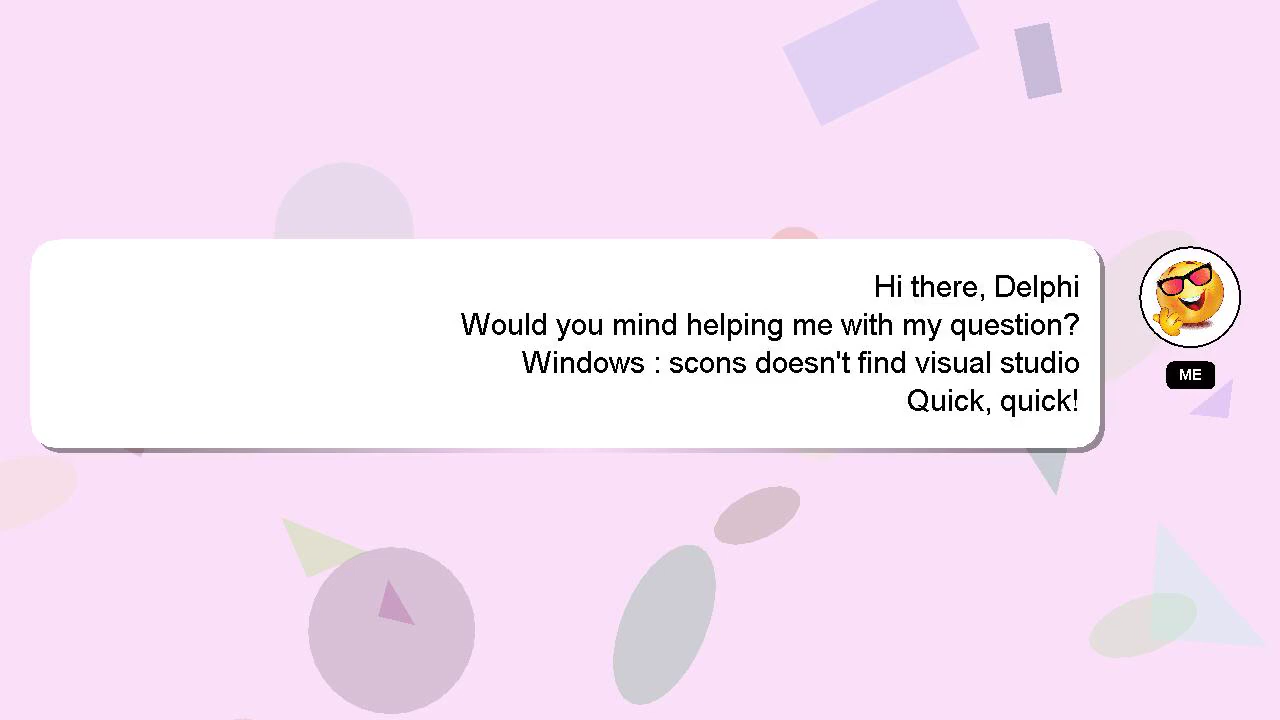 Hi there, Delphi
Would you mind helping me with my question?
Windows : scons doesn't find visual studio
Quick, quick!
ME